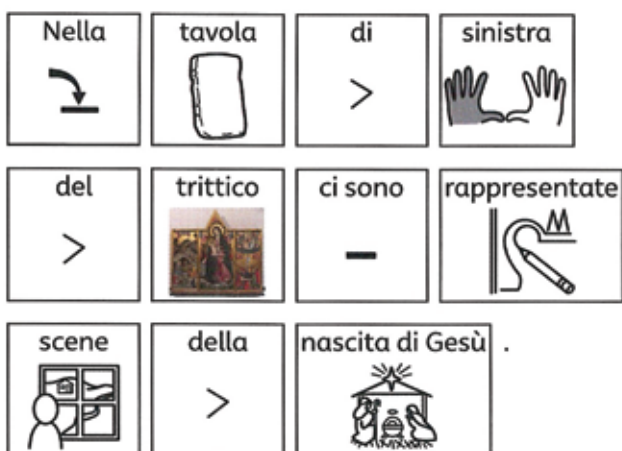 Nella tavola di sinistra
del trittico ci sono rappresentate
scene della nascita di Gesù .